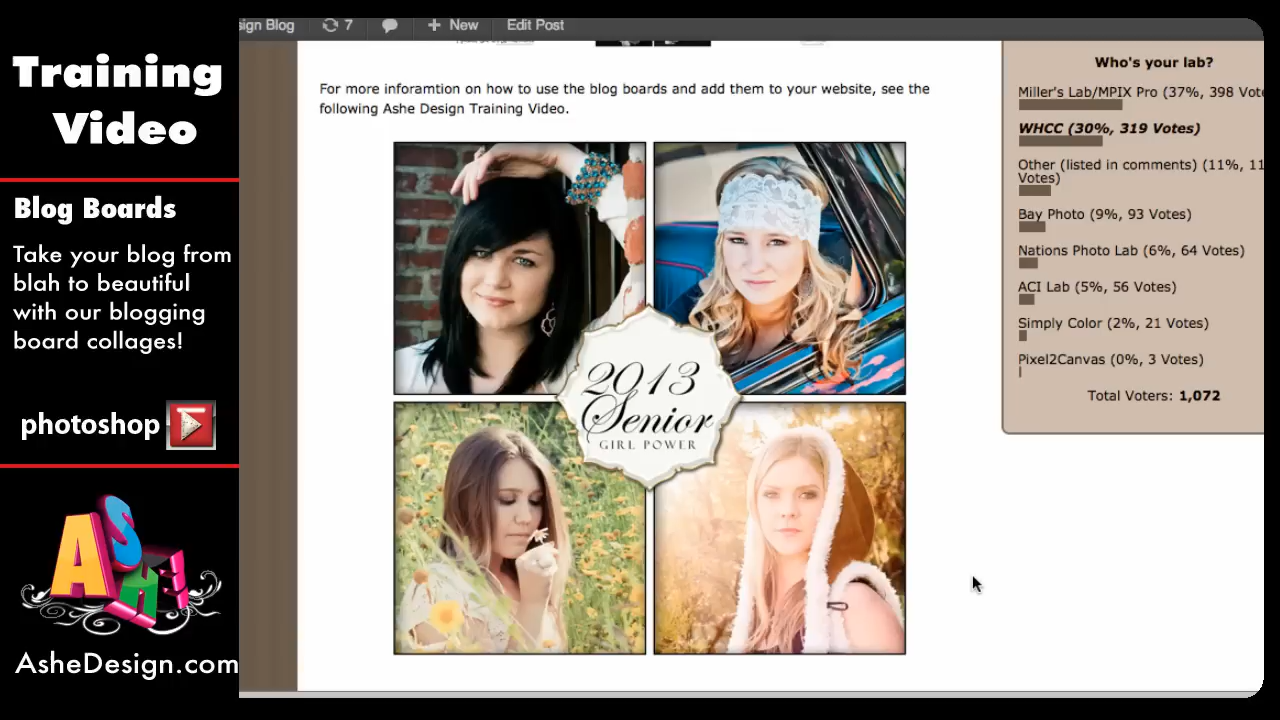 Training
Video
Blog Boards
Take your blog from
blah to beautiful
with our blogging
board collages!
photoshop
ASHE
AsheDesign.com
sign Blog
7
New
Edit Post
For more inforamtion on how to use the blog boards and add them to your website, see the
following Ashe Design Training Video.
2013
Senior
GIRL POWER
Who's your lab?
Miller's Lab/MPIX Pro (37%, 398 Vote
WHCC (30%, 319 Votes)
Other (listed in comments) (11%, 11
Votes)
Bay Photo (9%, 93 Votes)
Nations Photo Lab (6%, 64 Votes)
ACI Lab (5%, 56 Votes)
Simply Color (2%, 21 Votes)
Pixel2Canvas (0%, 3 Votes)
Total Voters: 1,072